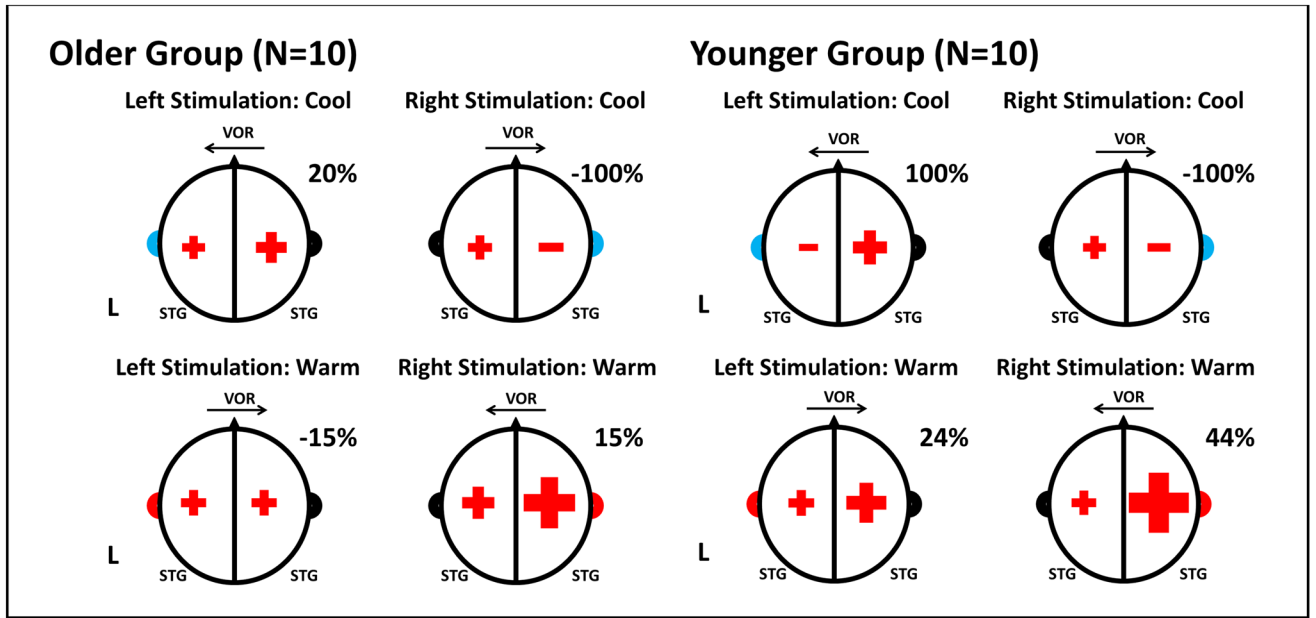 Older Group (N=10)
Younger Group (N=10)
Left Stimulation: Cool
Right Stimulation: Cool
Left Stimulation: Cool
Right Stimulation: Cool
VOR
VOR
VOR
VOR
20%
-100%
100%
-100%
L
STG
STG
STG
STG
L
STG
STG
STG
STG
Left Stimulation: Warm
Right Stimulation: Warm
Left Stimulation: Warm
Right Stimulation: Warm
VOR
VOR
VOR
VOR
-15%
15%
24%
44%
L
STG
STG
STG
STG
L
STG
STG
STG
STG